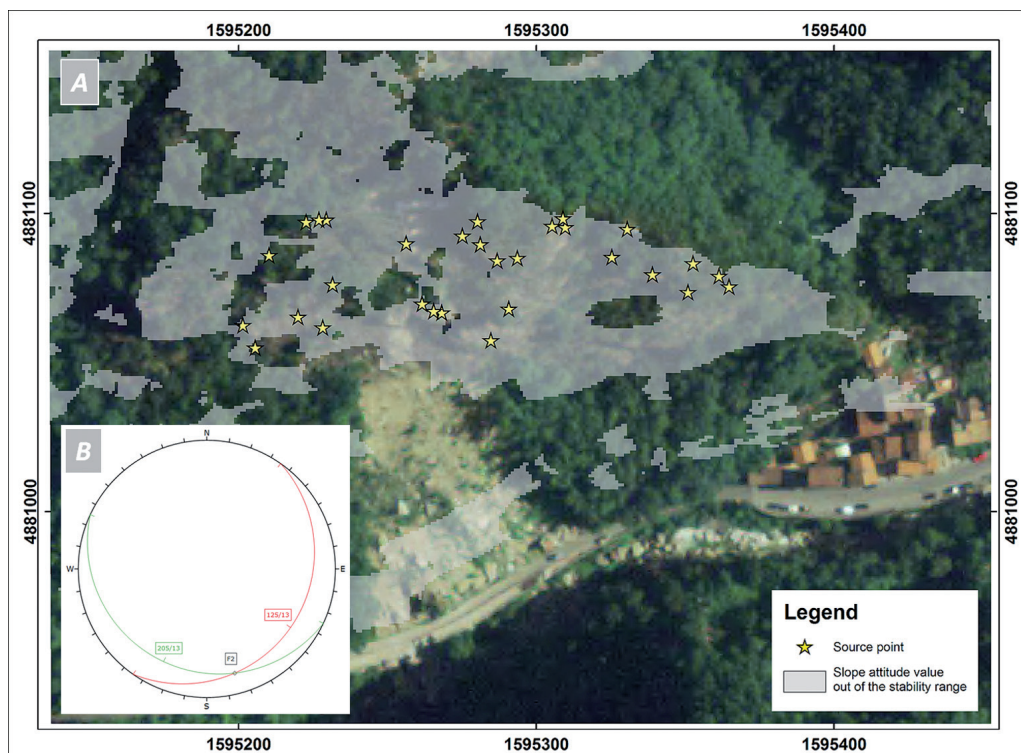 1595200 1595300 1595400
A
4881100 4881100
4881000 4881000
B
N
W E
S
125/13
205/13
F2
Legend
Source point
Slope attitude value
out of the stability range
1595200 1595300 1595400